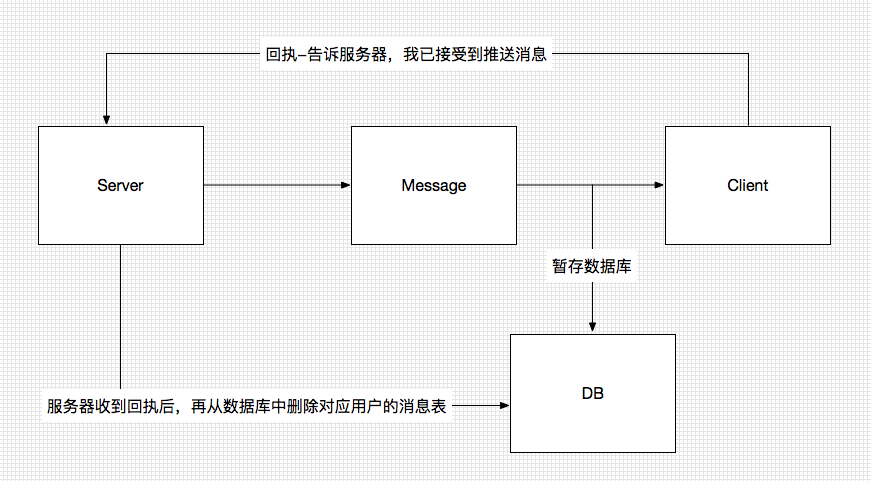 回执-告诉服务器，我已接受到推送消息
Server
Message
Client
暂存数据库
DB
服务器收到回执后，再从数据库中删除对应用户的消息表